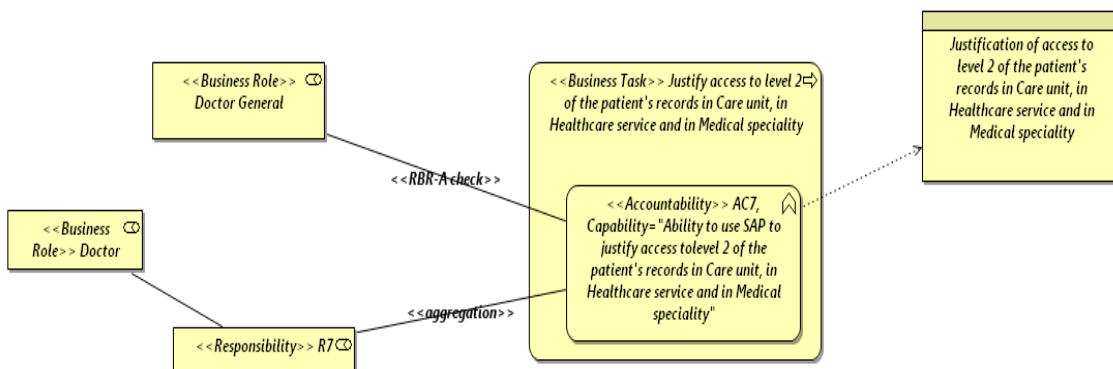 <<Business Role>>
Doctor General
<<Business Task>> Justify access to level 2
of the patient's records in Care unit, in
Healthcare service and in Medical speciality
Justification of access to
level 2 of the patient's
records in Care unit, in
Healthcare service and in
Medical speciality
<<RBR-A check>>
<<Accountability>> AC7,
Capability="Ability to use SAP to
justify access tolevel 2 of the
patient's records in Care unit, in
Healthcare service and in Medical
speciality"
<<Business
Role>> Doctor
<<aggregation>>
<<Responsibility>> R7